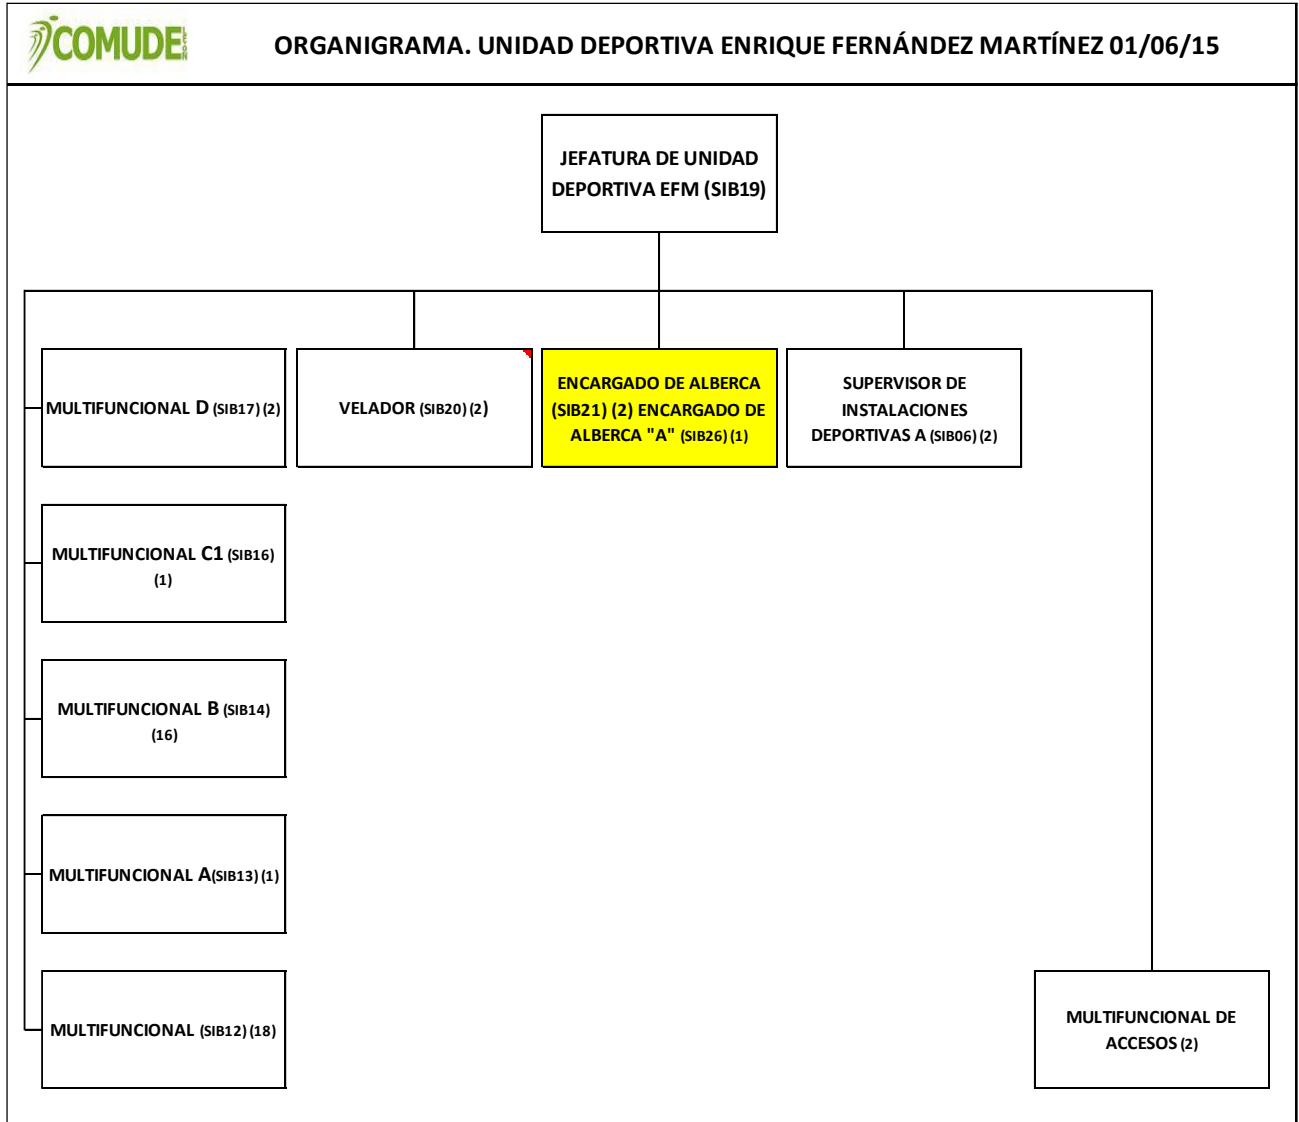 COMUDE
LEÓN
ORGANIGRAMA. UNIDAD DEPORTIVA ENRIQUE FERNÁNDEZ MARTÍNEZ 01/06/15
JEFATURA DE UNIDAD
DEPORTIVA EFM (SIB19)
MULTIFUNCIONAL D (SIB17) (2)
VELADOR (SIB20) (2)
ENCARGADO DE ALBERCA
(SIB21) (2) ENCARGADO DE
ALBERCA "A" (SIB26) (1)
SUPERVISOR DE
INSTALACIONES
DEPORTIVAS A (SIB06) (2)
MULTIFUNCIONAL C1 (SIB16)
(1)
MULTIFUNCIONAL B (SIB14)
(16)
MULTIFUNCIONAL A(SIB13) (1)
MULTIFUNCIONAL (SIB12) (18)
MULTIFUNCIONAL DE
ACCESOS (2)